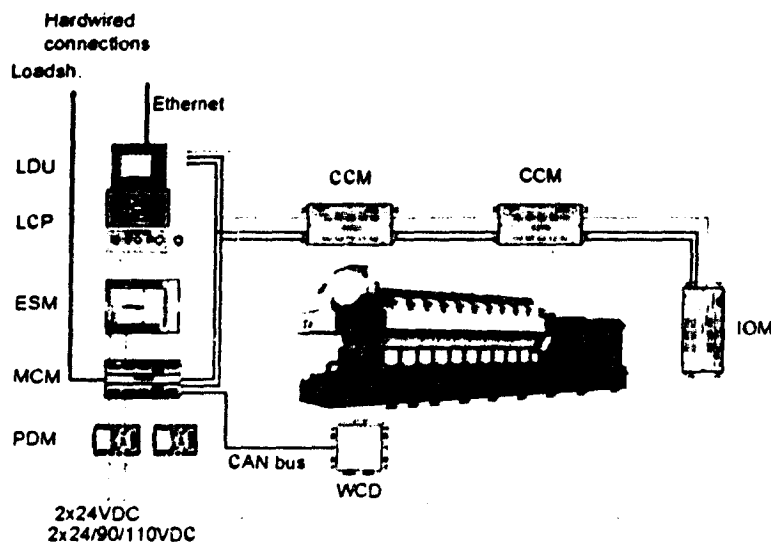 Hardwired
connections
Loadsh.
Ethernet
LDU
CCM
CCM
LCP
ESM
IOM
MCM
PDM
CAN bus
WCD
2x24VDC
2x24/90/110VDC